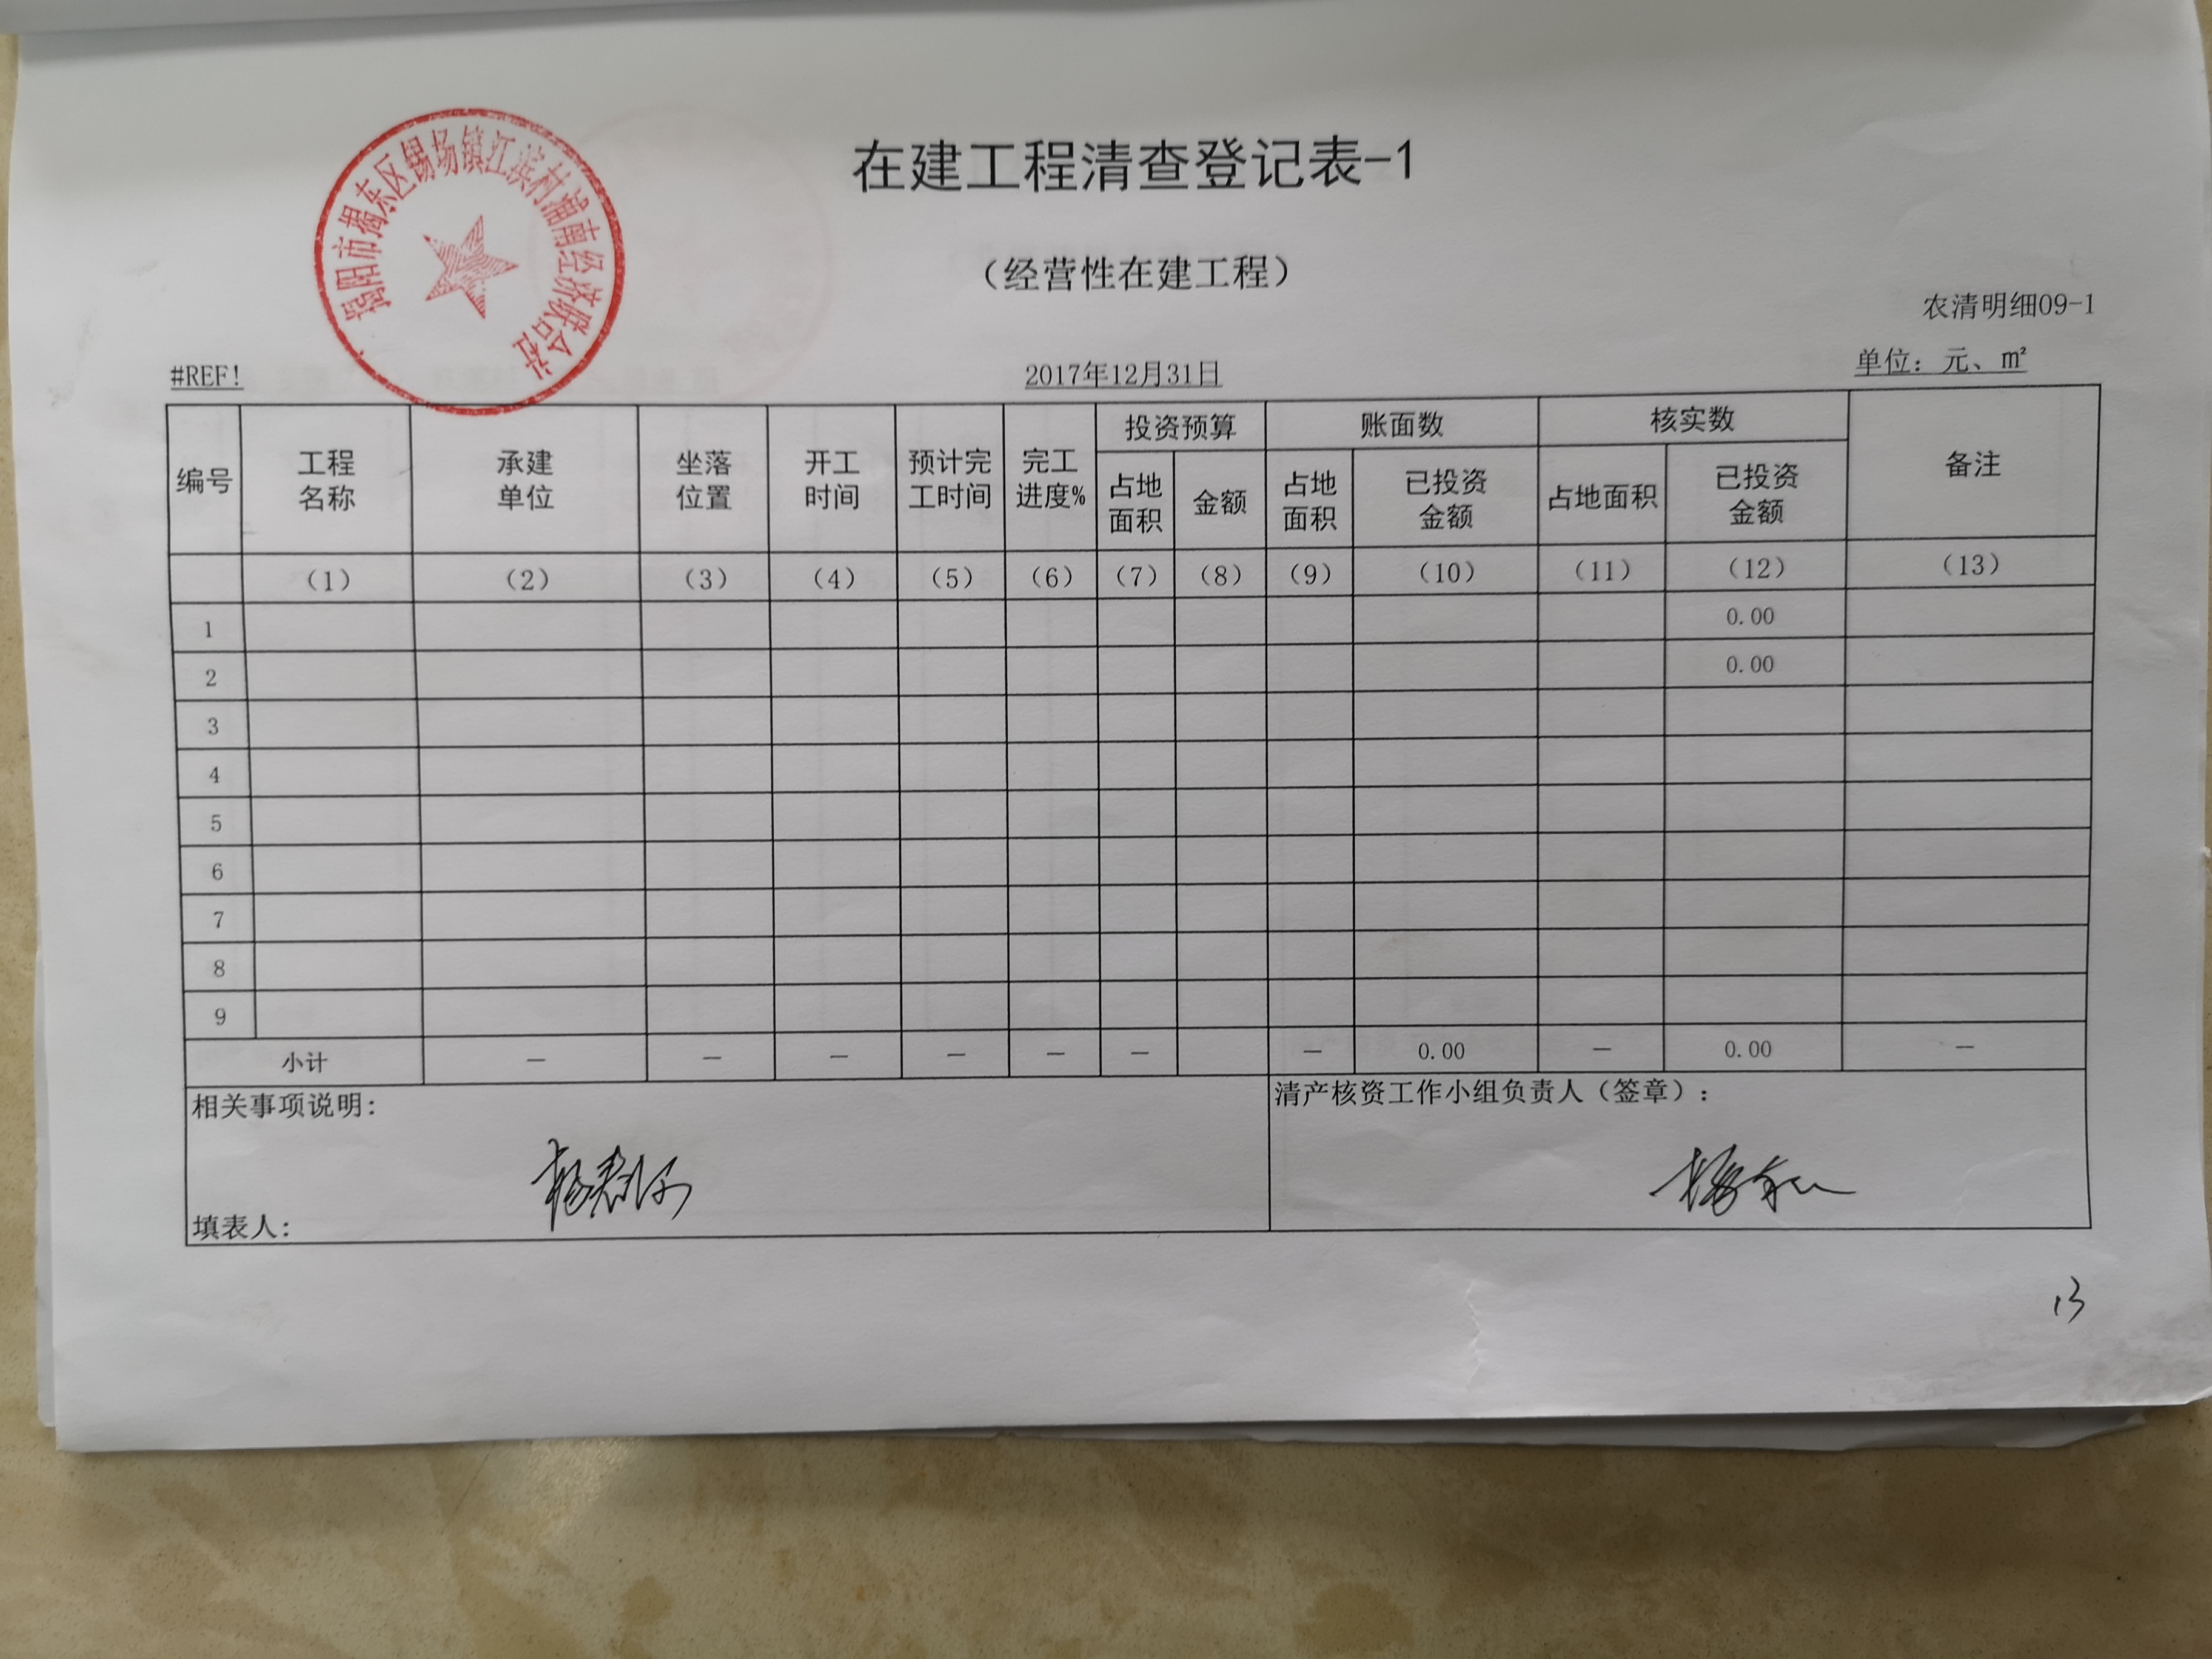 揭阳市揭东区锡场镇江滨村浦南经济联合社
在建工程清查登记表-1
（经营性在建工程）
农清明细09-1
#REF! 2017年12月31日 单位：元、㎡
编号 工程名称 承建单位 坐落位置 开工时间 预计完工时间 完工进度% 投资预算 账面数 核实数 备注
占地面积 金额 占地面积 已投资金额 占地面积 已投资金额
（1） （2） （3） （4） （5） （6） （7） （8） （9） （10） （11） （12） （13）
1 0.00
2 0.00
3
4
5
6
7
8
9
小计 — — — — — — — 0.00 — 0.00 —
相关事项说明： 清产核资工作小组负责人（签章）：
填表人：
13